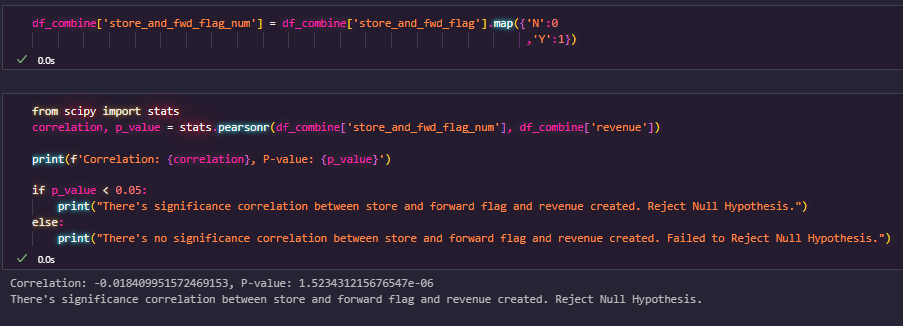 df_combine['store_and_fwd_flag_num'] = df_combine['store_and_fwd_flag'].map({'N':0
,'Y':1})
0.0s
from scipy import stats
correlation, p_value = stats.pearsonr(df_combine['store_and_fwd_flag_num'], df_combine['revenue'])
print(f'Correlation: {correlation}, P-value: {p_value}')
if p_value < 0.05:
print("There's significance correlation between store and forward flag and revenue created. Reject Null Hypothesis.")
else:
print("There's no significance correlation between store and forward flag and revenue created. Failed to Reject Null Hypothesis.")
0.0s
Correlation: -0.018409951572469153, P-value: 1.523431215676547e-06
There's significance correlation between store and forward flag and revenue created. Reject Null Hypothesis.